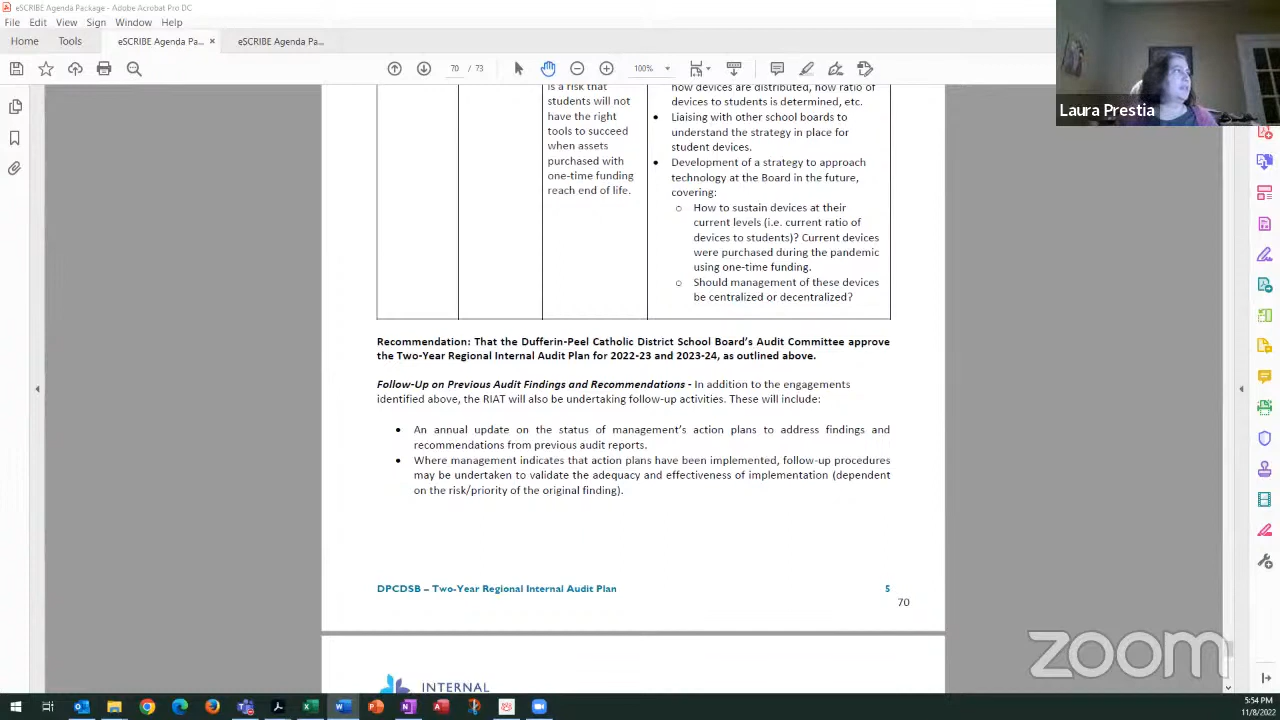 eSCRIBE Agenda Package - Adobe Acrobat Pro DC
File Edit View Sign Window Help
Home Tools eSCRIBE Agenda Pa... × eSCRIBE Agenda Pa...
70 / 73 100%
Laura Prestia
is a risk that
students will not
have the right
tools to succeed
when assets
purchased with
one-time funding
reach end of life.
how devices are distributed, how ratio of
devices to students is determined, etc.
• Liaising with other school boards to
understand the strategy in place for
student devices.
• Development of a strategy to approach
technology at the Board in the future,
covering:
o How to sustain devices at their
current levels (i.e. current ratio of
devices to students)? Current devices
were purchased during the pandemic
using one-time funding.
o Should management of these devices
be centralized or decentralized?
Recommendation: That the Dufferin-Peel Catholic District School Board's Audit Committee approve
the Two-Year Regional Internal Audit Plan for 2022-23 and 2023-24, as outlined above.
Follow-Up on Previous Audit Findings and Recommendations - In addition to the engagements
identified above, the RIAT will also be undertaking follow-up activities. These will include:
• An annual update on the status of management's action plans to address findings and
recommendations from previous audit reports.
• Where management indicates that action plans have been implemented, follow-up procedures
may be undertaken to validate the adequacy and effectiveness of implementation (dependent
on the risk/priority of the original finding).
DPCDSB – Two-Year Regional Internal Audit Plan 5
70
INTERNAL
zoom
5:54 PM
11/8/2022